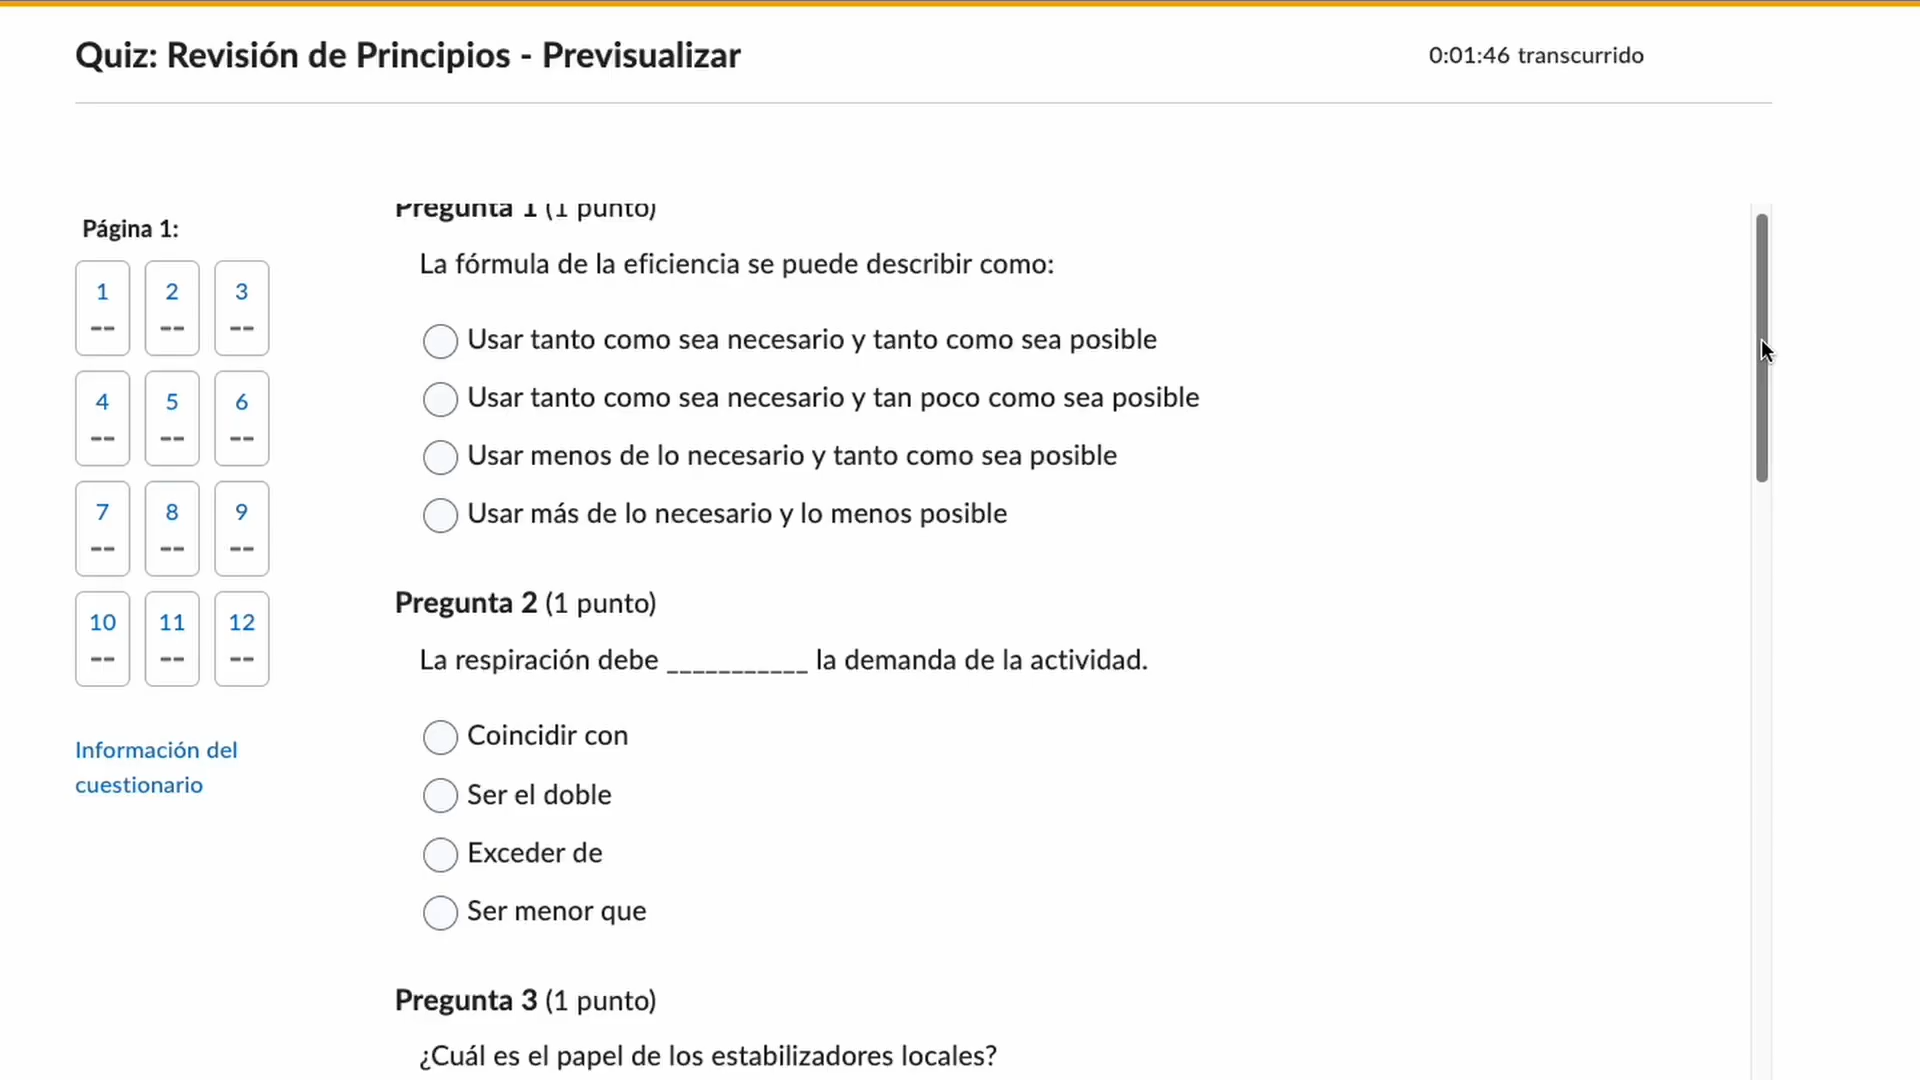 Quiz: Revisión de Principios - Previsualizar
0:01:46 transcurrido
Página 1:
1
--
2
--
3
--
4
--
5
--
6
--
7
--
8
--
9
--
10
--
11
--
12
--
Información del
cuestionario
Pregunta 1 (1 punto)
La fórmula de la eficiencia se puede describir como:
Usar tanto como sea necesario y tanto como sea posible
Usar tanto como sea necesario y tan poco como sea posible
Usar menos de lo necesario y tanto como sea posible
Usar más de lo necesario y lo menos posible
Pregunta 2 (1 punto)
La respiración debe ___________ la demanda de la actividad.
Coincidir con
Ser el doble
Exceder de
Ser menor que
Pregunta 3 (1 punto)
¿Cuál es el papel de los estabilizadores locales?